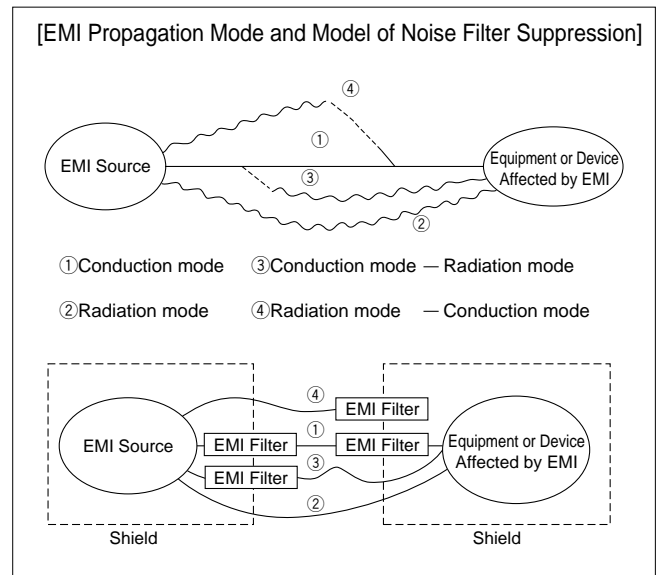 [EMI Propagation Mode and Model of Noise Filter Suppression]
④
①
EMI Source
Equipment or Device
Affected by EMI
③
②
①Conduction mode ③Conduction mode — Radiation mode
②Radiation mode ④Radiation mode — Conduction mode
④
EMI Filter
①
EMI Source
EMI Filter
EMI Filter
Equipment or Device
Affected by EMI
③
EMI Filter
②
Shield
Shield